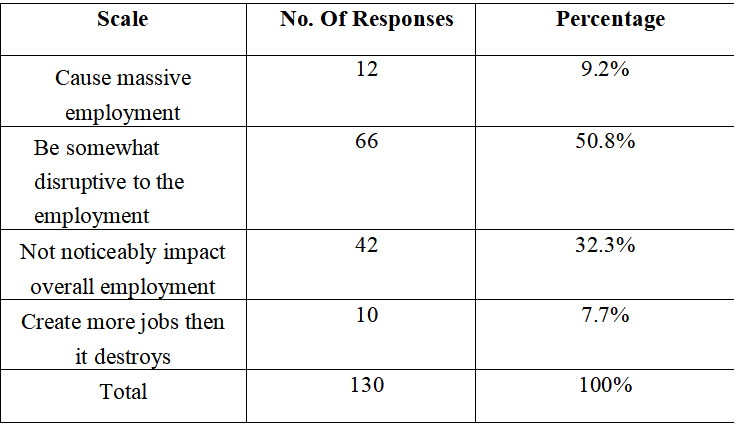 Scale No. Of Responses Percentage
Cause massive 12 9.2%
employment
Be somewhat 66 50.8%
disruptive to the
employment
Not noticeably impact 42 32.3%
overall employment
Create more jobs then 10 7.7%
it destroys
Total 130 100%